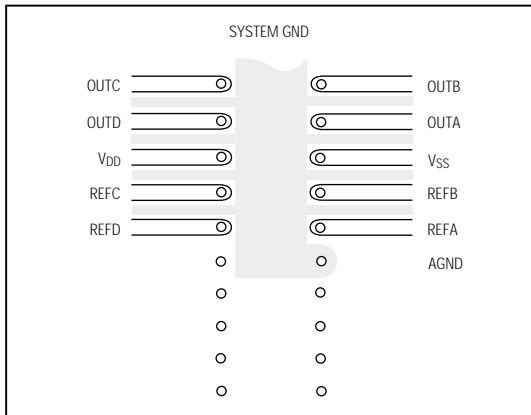 SYSTEM GND
OUTC OUTB
OUTD OUTA
VDD VSS
REFC REFB
REFD REFA
AGND